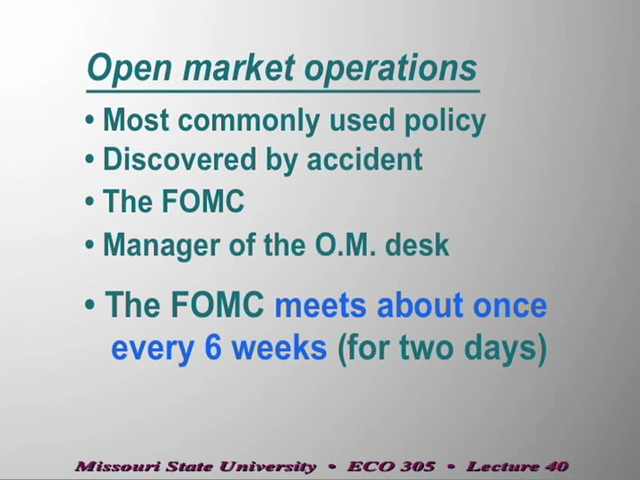 Open market operations
• Most commonly used policy
• Discovered by accident
• The FOMC
• Manager of the O.M. desk
• The FOMC meets about once
every 6 weeks (for two days)
Missouri State University • ECO 305 • Lecture 40